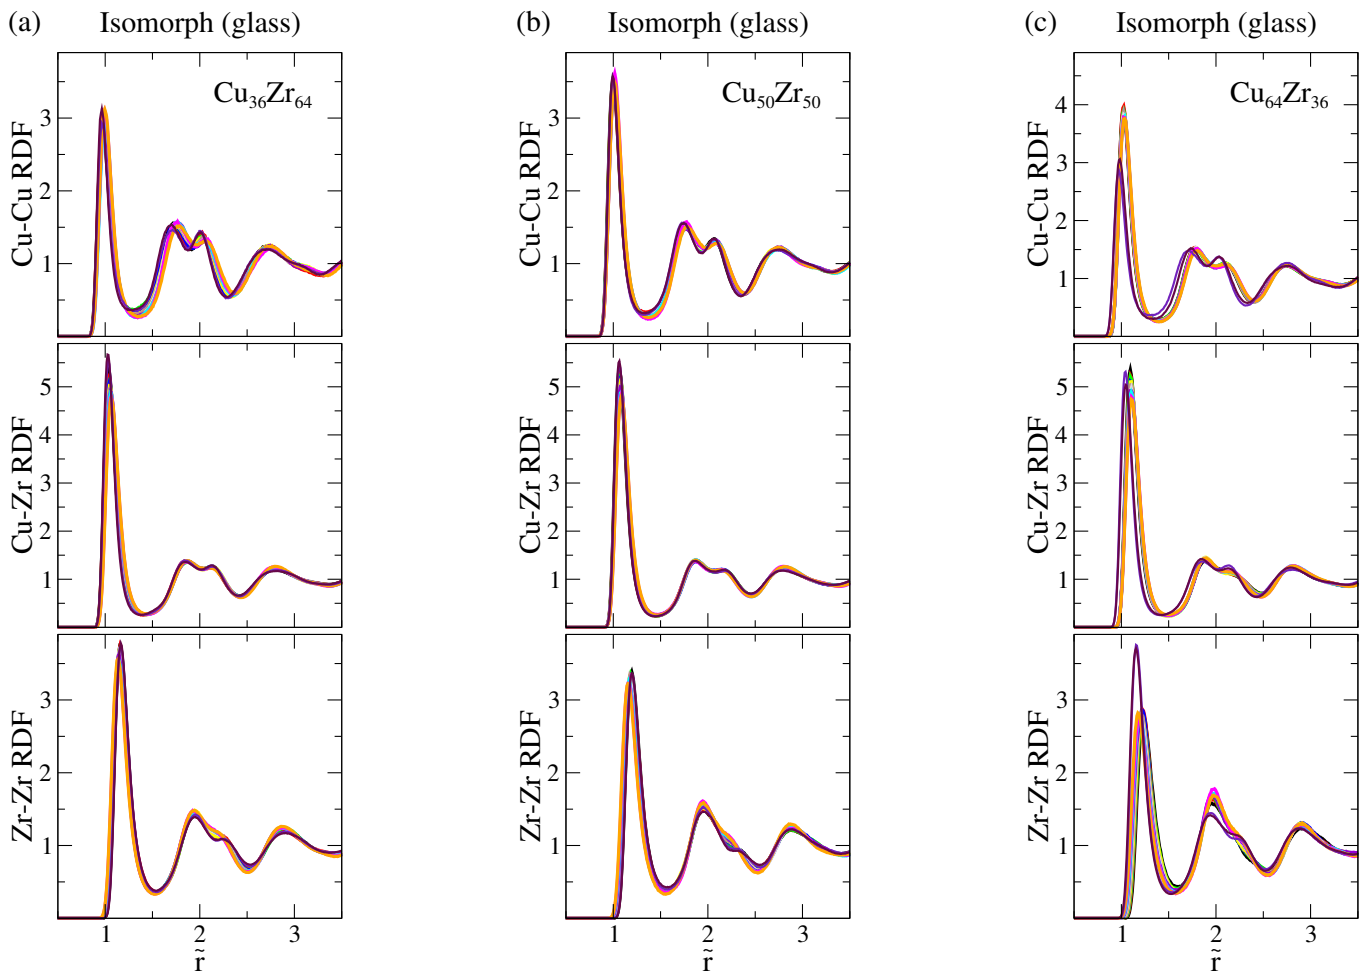 (a) Isomorph (glass)
Cu₃₆Zr₆₄
Cu-Cu RDF
3
2
1
Cu-Zr RDF
5
4
3
2
1
Zr-Zr RDF
3
2
1
1 2 3
r̃
(b) Isomorph (glass)
Cu₅₀Zr₅₀
Cu-Cu RDF
3
2
1
Cu-Zr RDF
5
4
3
2
1
Zr-Zr RDF
3
2
1
1 2 3
r̃
(c) Isomorph (glass)
Cu₆₄Zr₃₆
Cu-Cu RDF
4
3
2
1
Cu-Zr RDF
5
4
3
2
1
Zr-Zr RDF
3
2
1
1 2 3
r̃